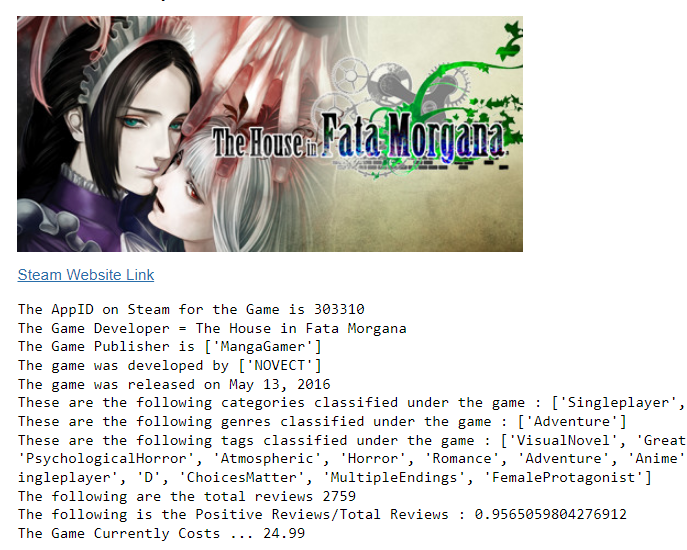 The House in Fata Morgana
Steam Website Link
The AppID on Steam for the Game is 303310
The Game Developer = The House in Fata Morgana
The Game Publisher is ['MangaGamer']
The game was developed by ['NOVECT']
The game was released on May 13, 2016
These are the following categories classified under the game : ['Singleplayer',
These are the following genres classified under the game : ['Adventure']
These are the following tags classified under the game : ['VisualNovel', 'Great
'PsychologicalHorror', 'Atmospheric', 'Horror', 'Romance', 'Adventure', 'Anime'
ingleplayer', 'D', 'ChoicesMatter', 'MultipleEndings', 'FemaleProtagonist']
The following are the total reviews 2759
The following is the Positive Reviews/Total Reviews : 0.9565059804276912
The Game Currently Costs ... 24.99